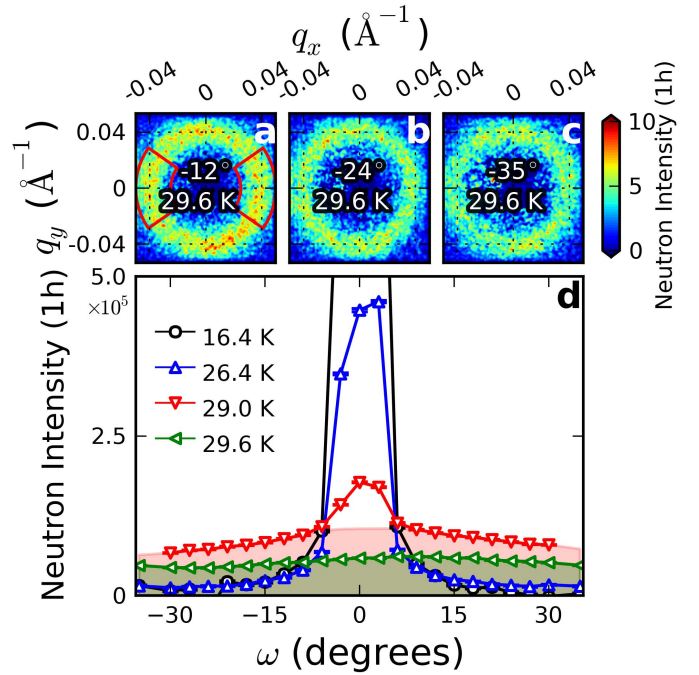 q_x (Å⁻¹)
-0.04 0 0.04 -0.04 0 0.04 -0.04 0 0.04
q_y (Å⁻¹)
0.04
0
-0.04
a
-12°
29.6 K
b
-24°
29.6 K
c
-35°
29.6 K
10
5
0
Neutron Intensity (1h)
d
5.0
×10⁵
2.5
0
Neutron Intensity (1h)
16.4 K
26.4 K
29.0 K
29.6 K
−30 −15 0 15 30
ω (degrees)